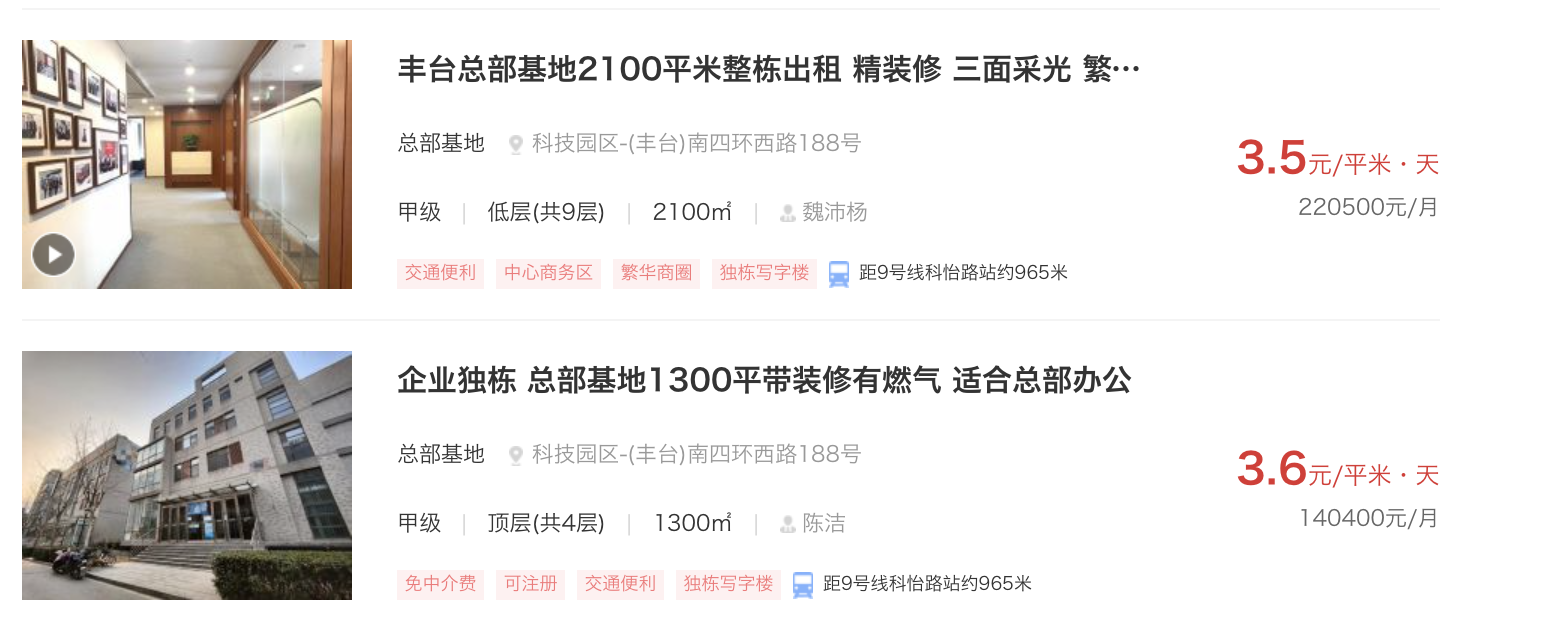 丰台总部基地2100平米整栋出租 精装修 三面采光 繁…
总部基地 科技园区-(丰台)南四环西路188号
3.5元/平米·天
220500元/月
甲级 | 低层(共9层) | 2100㎡ | 魏沛杨
交通便利 中心商务区 繁华商圈 独栋写字楼 距9号线科怡路站约965米
企业独栋 总部基地1300平带装修有燃气 适合总部办公
总部基地 科技园区-(丰台)南四环西路188号
3.6元/平米·天
140400元/月
甲级 | 顶层(共4层) | 1300㎡ | 陈洁
免中介费 可注册 交通便利 独栋写字楼 距9号线科怡路站约965米